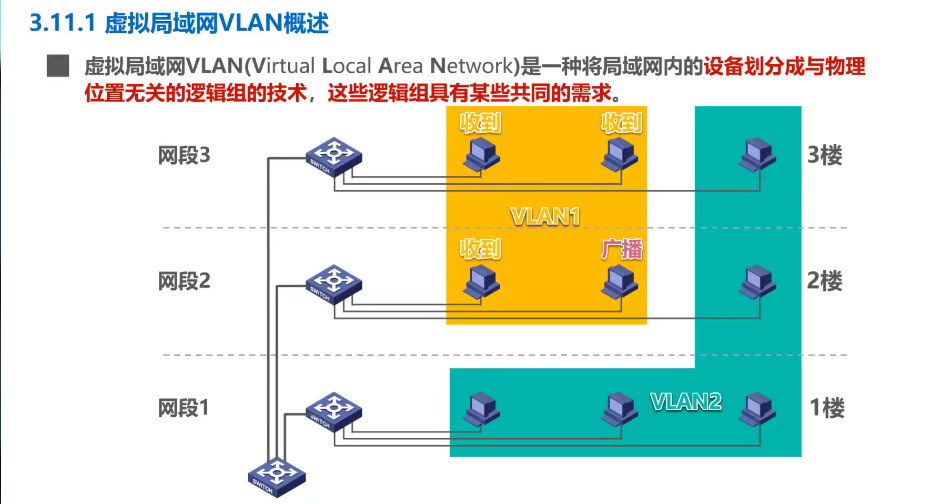 3.11.1 虚拟局域网VLAN概述
虚拟局域网VLAN(Virtual Local Area Network)是一种将局域网内的设备划分成与物理
位置无关的逻辑组的技术，这些逻辑组具有某些共同的需求。
收到 收到
网段3 SWITCH 3楼
VLAN1
收到 广播
网段2 SWITCH 2楼
VLAN2
网段1 SWITCH 1楼
SWITCH